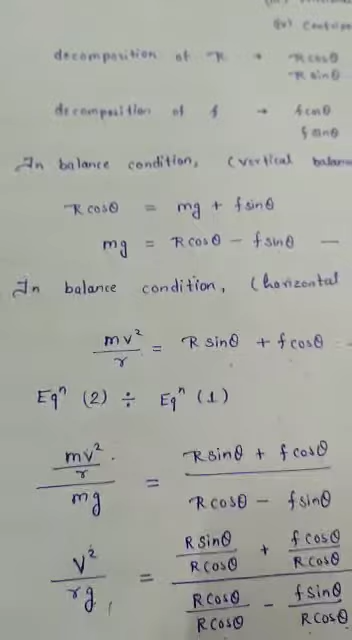 decomposition of R → R cosθ
R sinθ
decomposition of f → f cosθ
f sinθ
In balance condition, (vertical
R cosθ = mg + f sinθ
mg = R cosθ - f sinθ —
In balance condition, (horizontal
mv²/r = R sinθ + f cosθ -
Eqⁿ (2) ÷ Eqⁿ (1)
(mv²/r)/mg = (R sinθ + f cosθ)/(R cosθ - f sinθ)
v²/rg = (R sinθ/R cosθ + f cosθ/R cosθ)/(R cosθ/R cosθ - f sinθ/R cosθ)